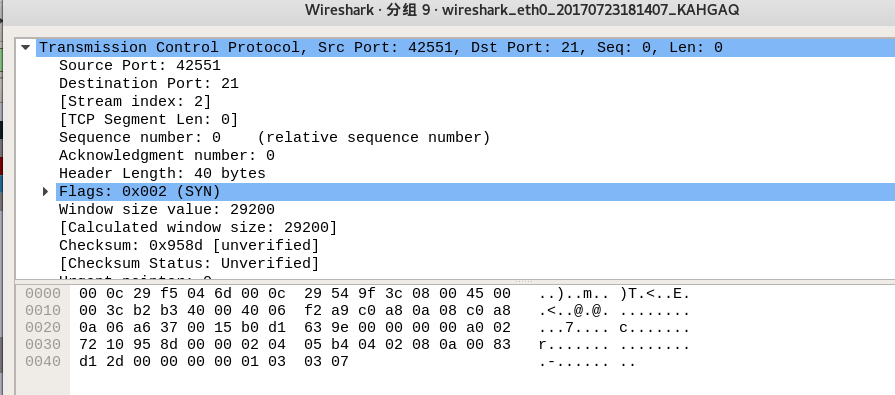 Wireshark · 分组 9 · wireshark_eth0_20170723181407_KAHGAQ
Transmission Control Protocol, Src Port: 42551, Dst Port: 21, Seq: 0, Len: 0
Source Port: 42551
Destination Port: 21
[Stream index: 2]
[TCP Segment Len: 0]
Sequence number: 0    (relative sequence number)
Acknowledgment number: 0
Header Length: 40 bytes
Flags: 0x002 (SYN)
Window size value: 29200
[Calculated window size: 29200]
Checksum: 0x958d [unverified]
[Checksum Status: Unverified]
Urgent pointer: 0
0000  00 0c 29 f5 04 6d 00 0c  29 54 9f 3c 08 00 45 00   ..)..m.. )T.<..E.
0010  00 3c b2 b3 40 00 40 06  f2 a9 c0 a8 0a 08 c0 a8   .<..@.@. ........
0020  0a 06 a6 37 00 15 b0 d1  63 9e 00 00 00 00 a0 02   ...7.... c.......
0030  72 10 95 8d 00 00 02 04  05 b4 04 02 08 0a 00 83   r....... ........
0040  d1 2d 00 00 00 00 01 03  03 07   .-...... ..